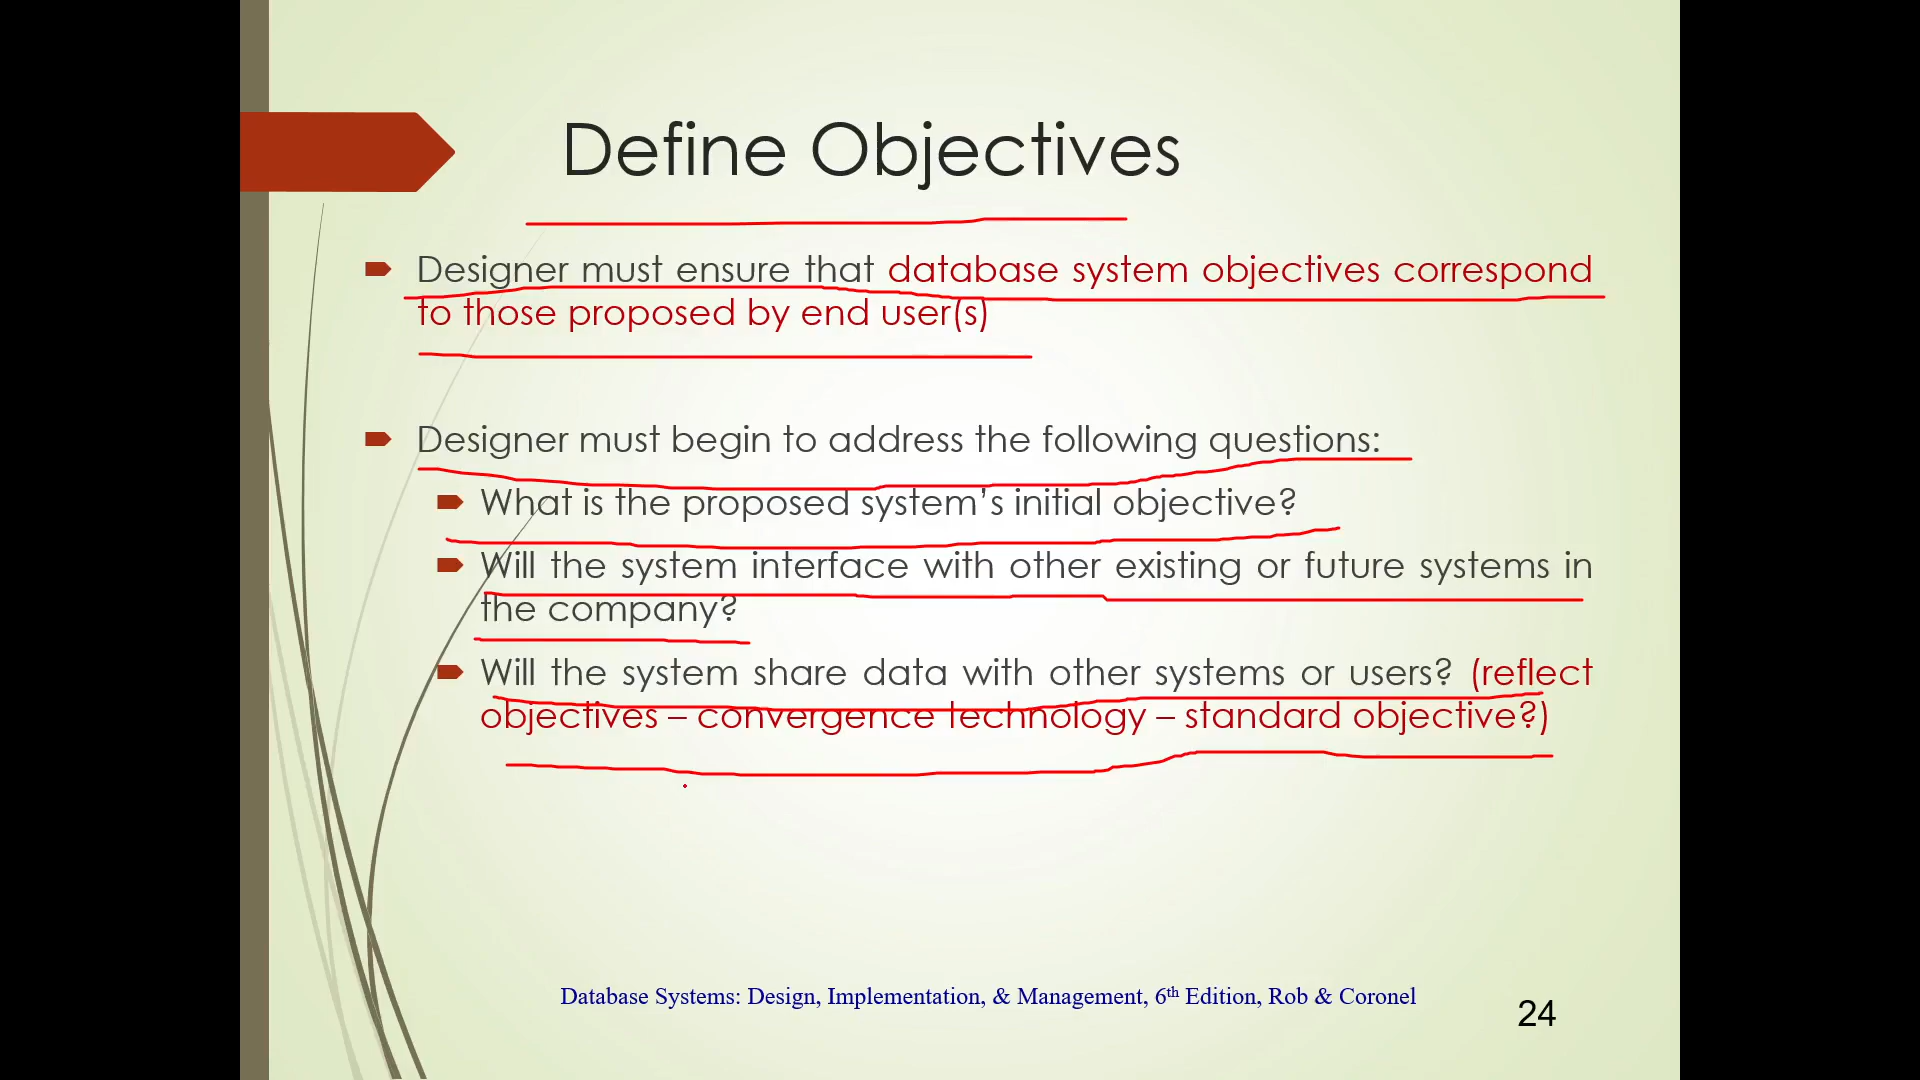 Define Objectives
Designer must ensure that database system objectives correspond
to those proposed by end user(s)
Designer must begin to address the following questions:
What is the proposed system’s initial objective?
Will the system interface with other existing or future systems in
the company?
Will the system share data with other systems or users? (reflect
objectives – convergence technology – standard objective?)
Database Systems: Design, Implementation, & Management, 6th Edition, Rob & Coronel
24